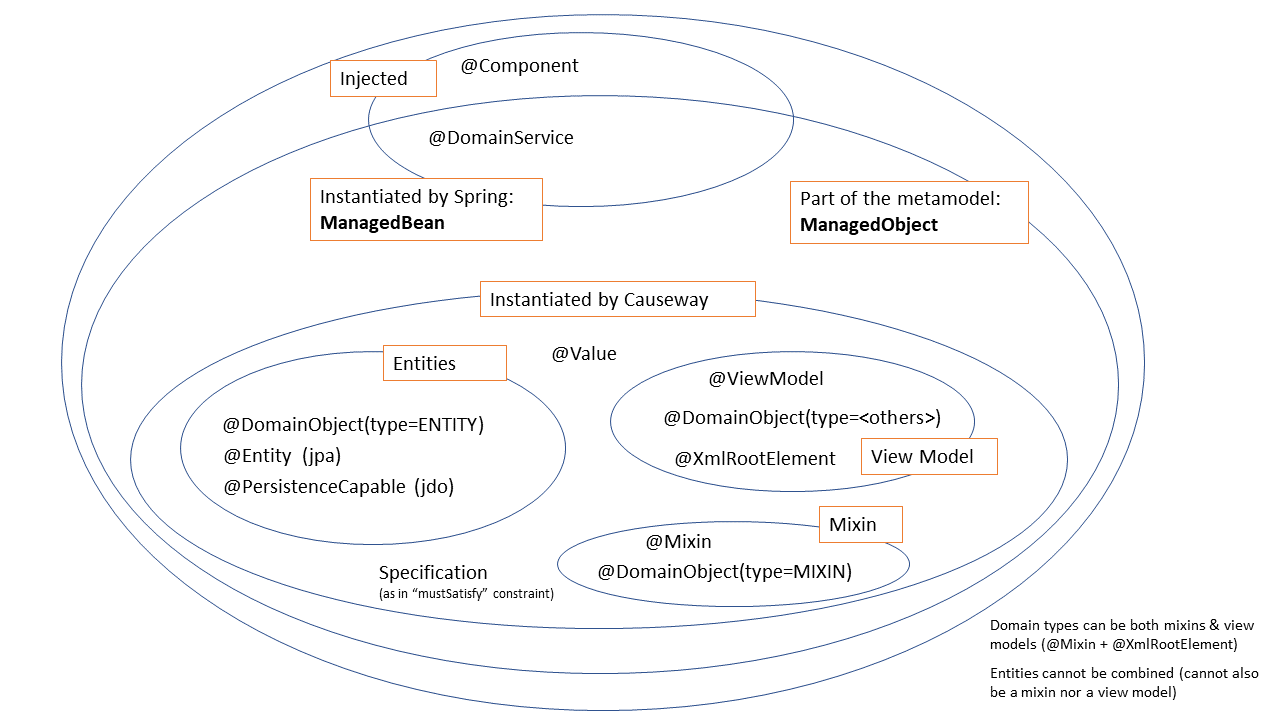 Injected
@Component
@DomainService
Instantiated by Spring:
ManagedBean
Part of the metamodel:
ManagedObject
Instantiated by Causeway
Entities
@Value
@DomainObject(type=ENTITY)
@Entity (jpa)
@PersistenceCapable (jdo)
@ViewModel
@DomainObject(type=<others>)
@XmlRootElement
View Model
Mixin
@Mixin
@DomainObject(type=MIXIN)
Specification
(as in “mustSatisfy” constraint)
Domain types can be both mixins & view
models (@Mixin + @XmlRootElement)
Entities cannot be combined (cannot also
be a mixin nor a view model)